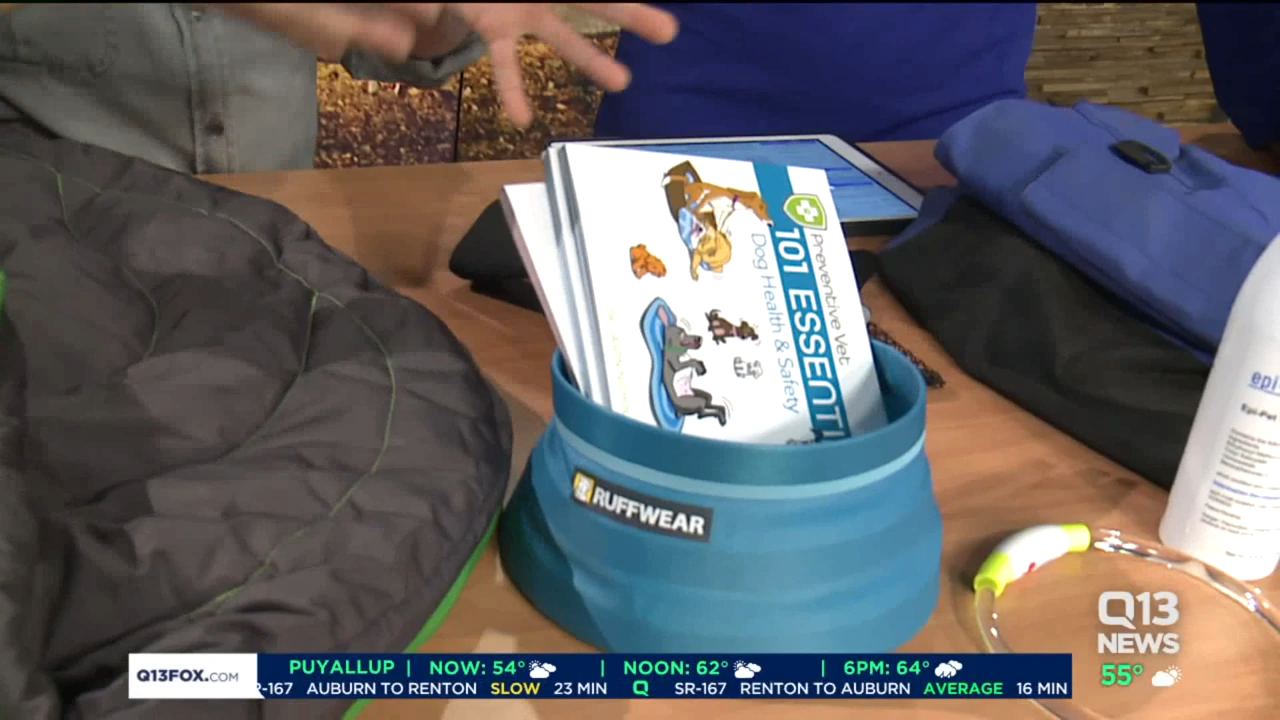 Preventive Vet
101 ESSENTI
Dog Health & Safety
RUFFWEAR
epi-
Epi-Pet
Q13
NEWS
55°
Q13FOX.COM
PUYALLUP | NOW: 54° | NOON: 62° | 6PM: 64°
R-167 AUBURN TO RENTON SLOW 23 MIN Q SR-167 RENTON TO AUBURN AVERAGE 16 MIN